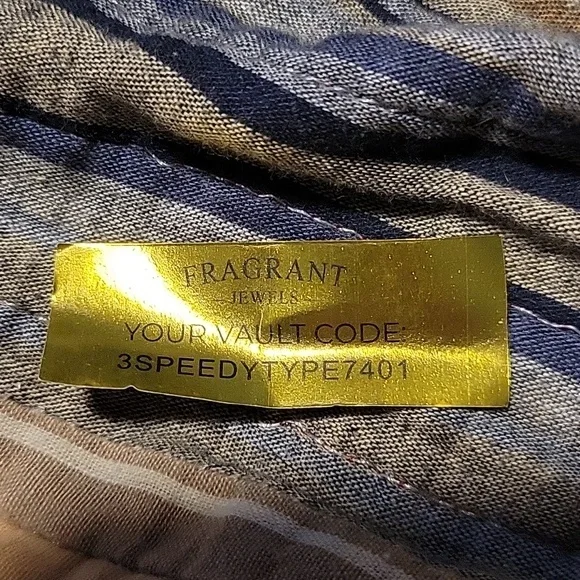 FRAGRANT
JEWELS
YOUR VAULT CODE:
3SPEEDYTYPE7401